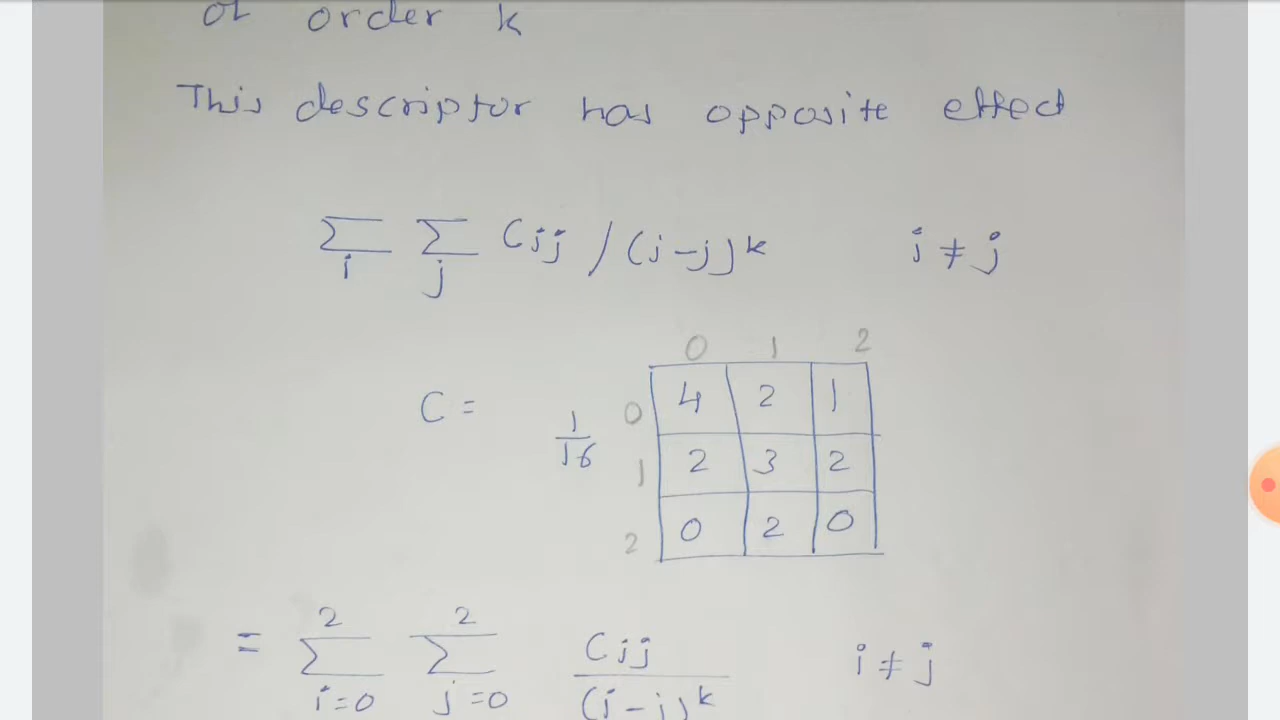 of order k
This descriptor has opposite effect
Σ i Σ j Cij / (i-j)k i ≠ j
0 1 2
C = 1/16 0 4 2 1
1 2 3 2
2 0 2 0
= 2 Σ i=0 2 Σ j=0 Cij / (i-j)k i ≠ j